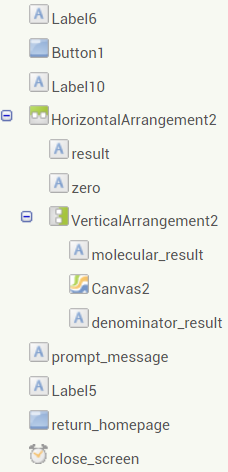 Label6
Button1
Label10
HorizontalArrangement2
result
zero
VerticalArrangement2
molecular_result
Canvas2
denominator_result
prompt_message
Label5
return_homepage
close_screen